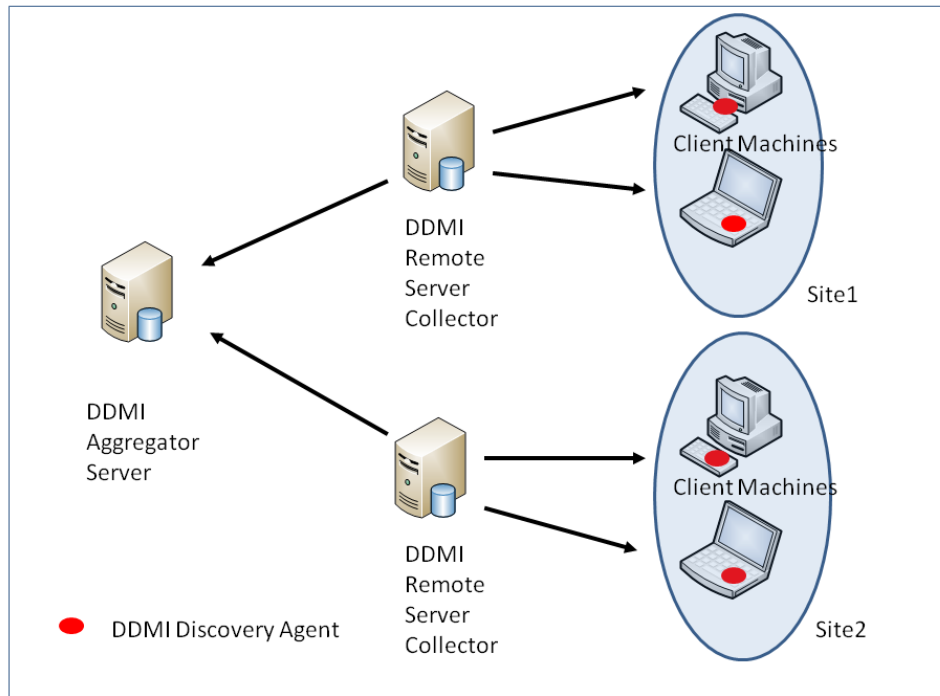 Client Machines
DDMI
Remote
Server
Collector
Site1
DDMI
Aggregator
Server
Client Machines
DDMI
Remote
Server
Collector
Site2
DDMI Discovery Agent